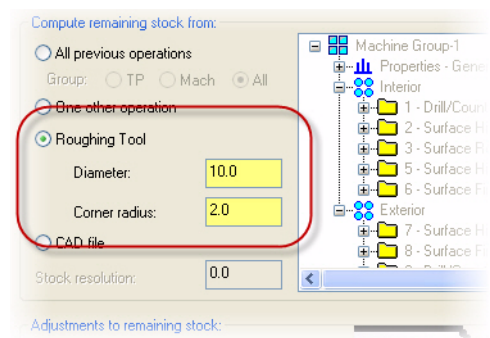 Compute remaining stock from:
All previous operations
Group: TP Mach All
One other operation
Roughing Tool
Diameter: 10.0
Corner radius: 2.0
CAD file
Stock resolution: 0.0
Adjustments to remaining stock:
Machine Group-1
Properties - Gene
Interior
1 - Drill/Coun
2 - Surface H
3 - Surface R
5 - Surface H
6 - Surface Fi
Exterior
7 - Surface H
8 - Surface Fi